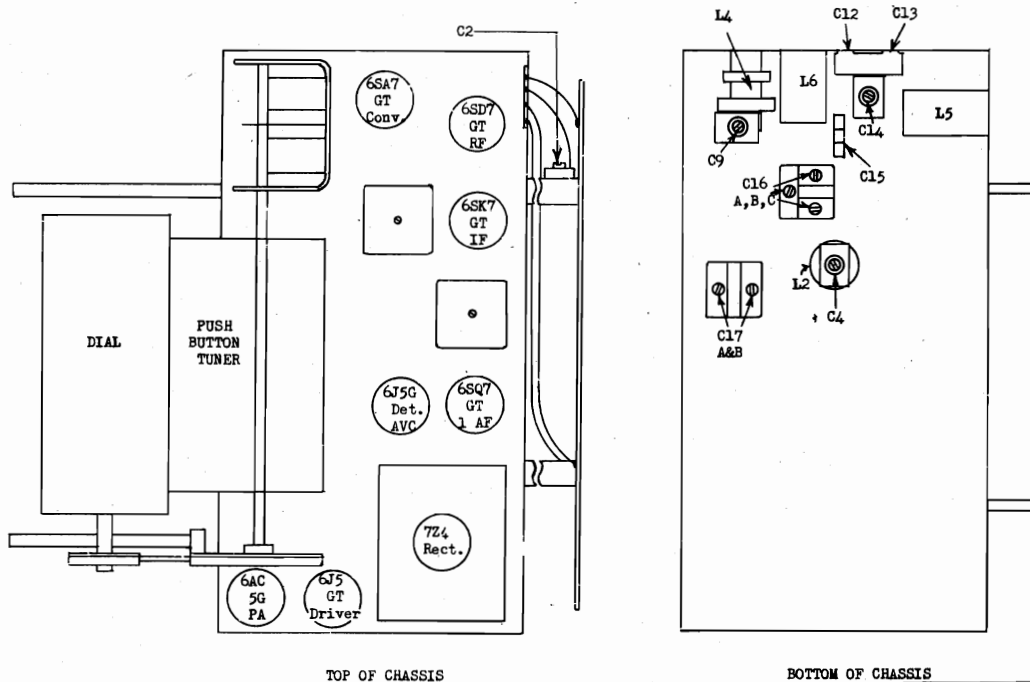 C2
6SA7
GT
Conv.
6SD7
GT
RF
6SK7
GT
IF
DIAL
PUSH
BUTTON
TUNER
6J5G
Det.
AVC
6SQ7
GT
1 AF
7Z4
Rect.
6AC
5G
PA
6J5
GT
Driver
TOP OF CHASSIS
L4
C12
C13
L6
L5
C14
C9
C15
C16
A,B,C
L2
C4
C17
A&B
BOTTOM OF CHASSIS